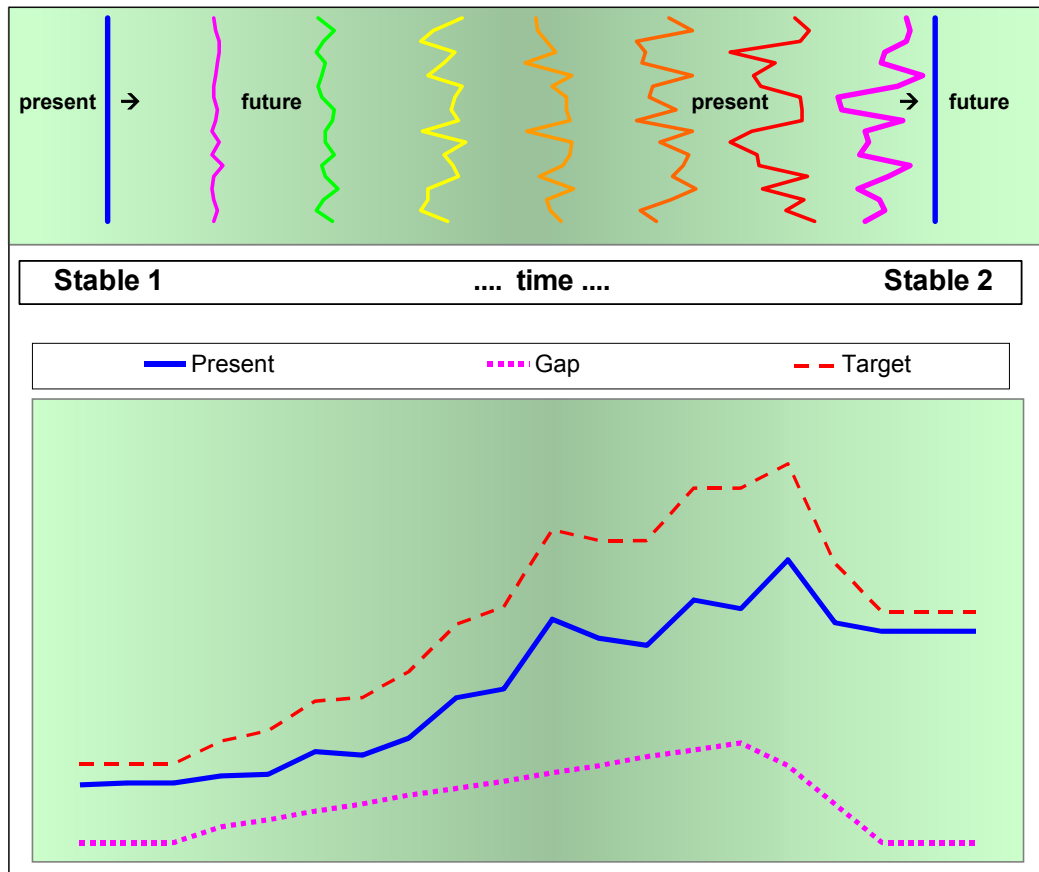 present → future present → future
Stable 1 .... time .... Stable 2
Present Gap Target